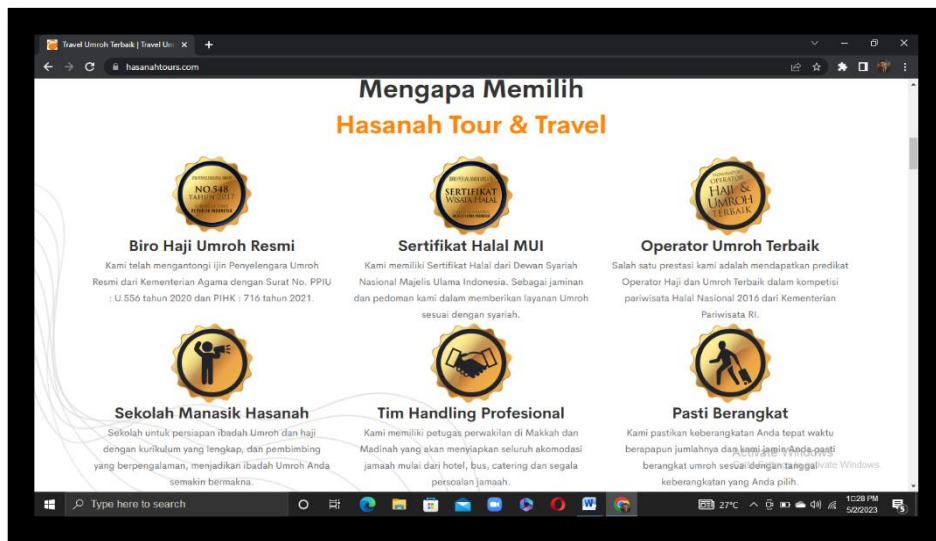 Travel Umroh Terbaik | Travel Um
hasanahtours.com
Mengapa Memilih
Hasanah Tour & Travel
NO.548
TAHUN 2017
REPUBLIK INDONESIA
SERTIFIKAT
WISATA HALAL
OPERATOR
HAJI &
UMROH
TERBAIK
Biro Haji Umroh Resmi
Kami telah mengantongi ijin Penyelengara Umroh
Resmi dari Kementerian Agama dengan Surat No. PPIU
: U.556 tahun 2020 dan PIHK : 716 tahun 2021.
Sertifikat Halal MUI
Kami memiliki Sertifikat Halal dari Dewan Syariah
Nasional Majelis Ulama Indonesia. Sebagai jaminan
dan pedoman kami dalam memberikan layanan Umroh
sesuai dengan syariah.
Operator Umroh Terbaik
Salah satu prestasi kami adalah mendapatkan predikat
Operator Haji dan Umroh Terbaik dalam kompetisi
pariwisata Halal Nasional 2016 dari Kementerian
Pariwisata RI.
Sekolah Manasik Hasanah
Sekolah untuk persiapan ibadah Umroh dan haji
dengan kurikulum yang lengkap, dan pembimbing
yang berpengalaman, menjadikan ibadah Umroh Anda
semakin bermakna.
Tim Handling Profesional
Kami memiliki petugas perwakilan di Makkah dan
Madinah yang akan menyiapkan seluruh akomodasi
jamaah mulai dari hotel, bus, catering dan segala
persoalan jamaah.
Pasti Berangkat
Kami pastikan keberangkatan Anda tepat waktu
berapapun jumlahnya dan kami jamin Anda pasti
berangkat umroh sesuai dengan tanggal
keberangkatan yang Anda pilih.
Activate Windows
Type here to search
27°C
10:28 PM
5/2/2023